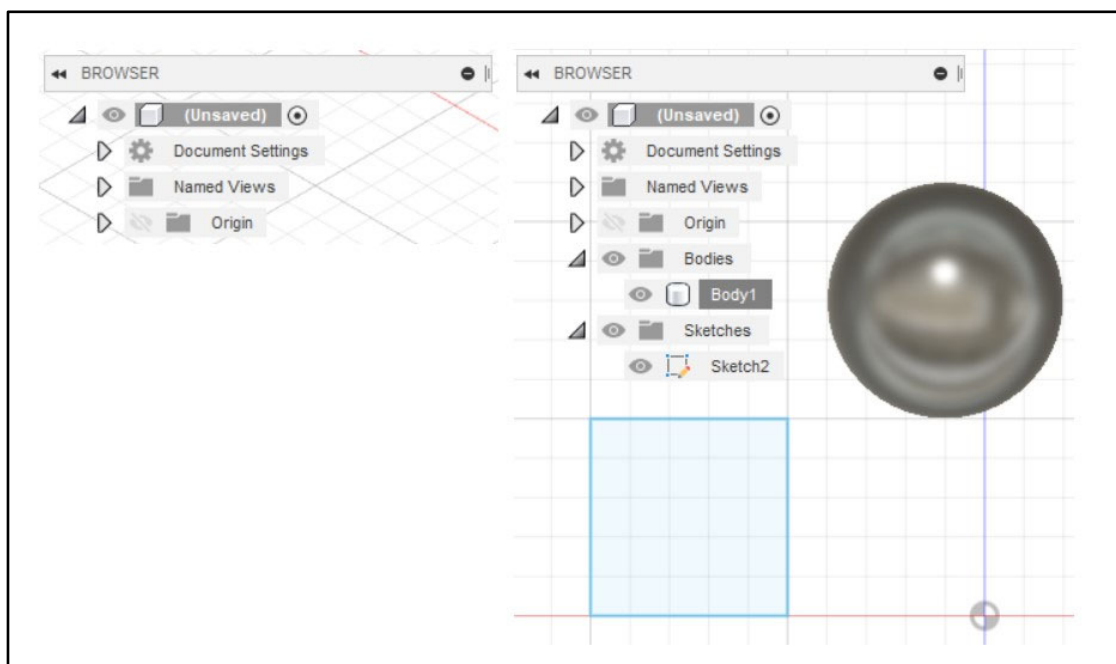 BROWSER
(Unsaved)
Document Settings
Named Views
Origin
BROWSER
(Unsaved)
Document Settings
Named Views
Origin
Bodies
Body1
Sketches
Sketch2